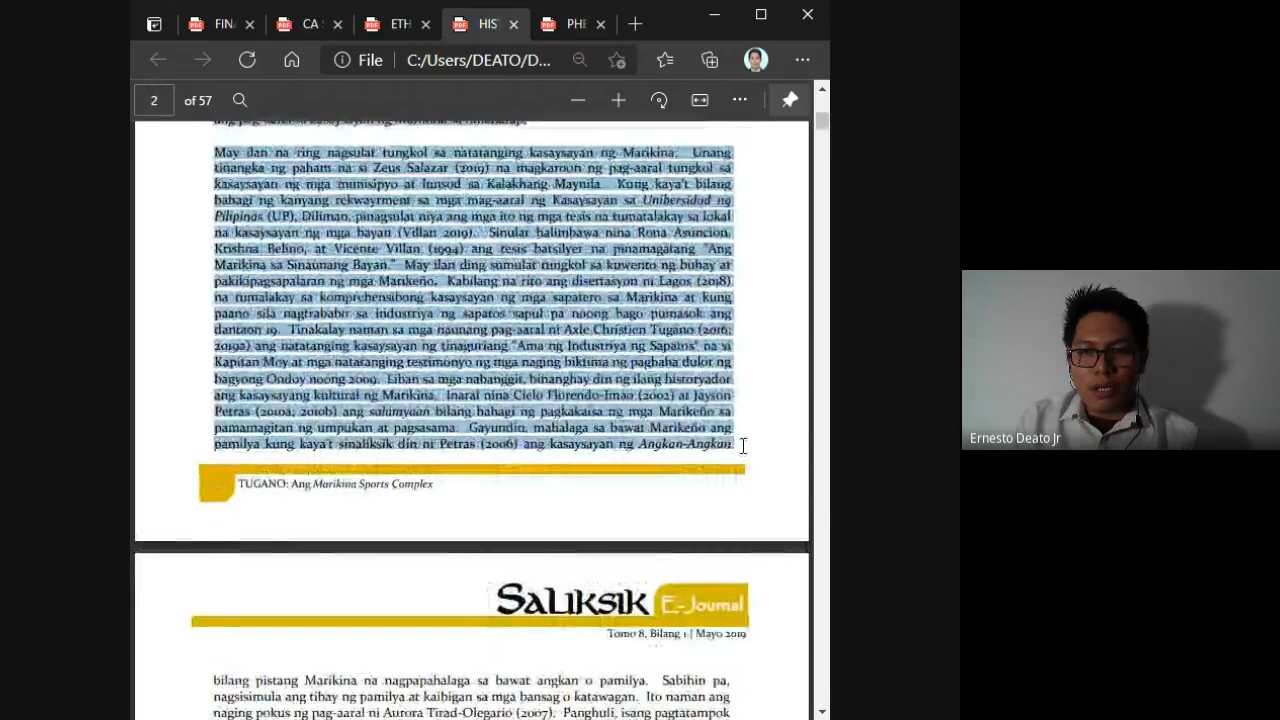 FIN
CA S
ETH
HIS
PHE
File
C:/Users/DEATO/D...
2
of 57
May ilan na ring nagsulat tungkol sa natatanging kasaysayan ng Marikina. Unang
tinangka ng paham na si Zeus Salazar (2019) na magkaroon ng pag-aaral tungkol sa
kasaysayan ng mga munisipyo at lunsod sa Kalakhang Maynila. Kung kaya't bilang
bahagi ng kanyang rekwayrment sa mga mag-aaral ng Kasaysayan sa Unibersidad ng
Pilipinas (UP), Diliman, pinagsulat niya ang mga ito ng mga tesis na tumatalakay sa lokal
na kasaysayan ng mga bayan (Villan 2019). Sinulat halimbawa nina Rona Asuncion,
Krishna Belino, at Vicente Villan (1994) ang tesis batsilyer na pinamagatang "Ang
Marikina sa Sinaunang Bayan." May ilan ding sumulat tungkol sa kuwento ng buhay at
pakikipagsapalaran ng mga Marikeño. Kabilang na rito ang disertasyon ni Lagos (2018)
na tumalakay sa komprehensibong kasaysayan ng mga sapatero sa Marikina at kung
paano sila nagtrabaho sa industriya ng sapatos sapul pa noong bago pumasok ang
dantaon 19. Tinakalay naman sa mga naunang pag-aaral ni Axle Christien Tugano (2016;
2019a) ang natatanging kasaysayan ng tinaguriang "Ama ng Industriya ng Sapatos" na si
Kapitan Moy at mga natatanging testimonyo ng mga naging biktima ng pagbaha dulot ng
bagyong Ondoy noong 2009. Liban sa mga nabanggit, binanghay din ng ilang historyador
ang kasaysayang kultural ng Marikina. Inaral nina Cielo Florendo-Imao (2002) at Jayson
Petras (2010a, 2010b) ang salamyaan bilang bahagi ng pagkakaisa ng mga Marikeño sa
pamamagitan ng umpukan at pagsasama. Gayundin, mahalaga sa bawat Marikeño ang
pamilya kung kaya't sinaliksik din ni Petras (2006) ang kasaysayan ng Angkan-Angkan
TUGANO: Ang Marikina Sports Complex
Saliksik E-Journal
Tomo 8, Bilang 1 | Mayo 2019
bilang pistang Marikina na nagpapahalaga sa bawat angkan o pamilya. Sabihin pa,
nagsisimula ang tibay ng pamilya at kaibigan sa mga bansag o katawagan. Ito naman ang
naging pokus ng pag-aaral ni Aurora Tirad-Olegario (2007). Panghuli, isang pagtatampok
Ernesto Deato Jr